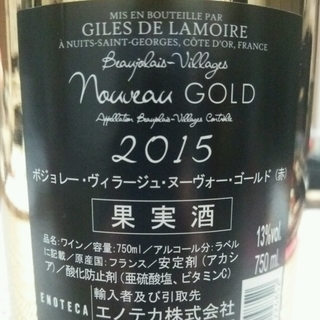 MIS EN BOUTEILLE PAR
GILES DE LAMOIRE
À NUITS-SAINT-GEORGES, CÔTE D'OR, FRANCE
Beaujolais-Villages
Nouveau GOLD
Appellation Beaujolais-Villages Contrôlée
2015
ボジョレー・ヴィラージュ・ヌーヴォー・ゴールド（赤）
果実酒
13%vol.
750 ml
品名:ワイン／容量:750ml／アルコール分:ラベル
に記載／原産国:フランス／安定剤（アカシ
ア）／酸化防止剤（亜硫酸塩、ビタミンC）
輸入者及び引取先
ENOTECA エノテカ株式会社